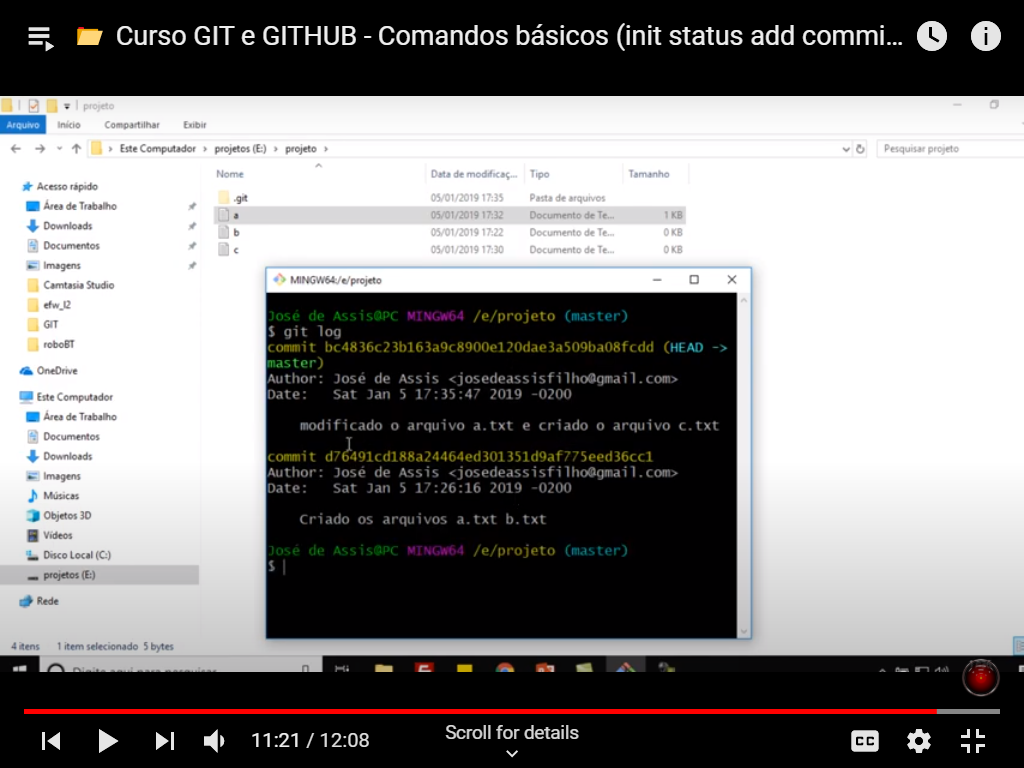 Curso GIT e GITHUB - Comandos básicos (init status add commi...
projeto
Arquivo Início Compartilhar Exibir
Este Computador > projetos (E:) > projeto >
Pesquisar projeto
Nome Data de modificaç... Tipo Tamanho
.git 05/01/2019 17:35 Pasta de arquivos
a 05/01/2019 17:32 Documento de Te... 1 KB
b 05/01/2019 17:22 Documento de Te... 0 KB
c 05/01/2019 17:30 Documento de Te... 0 KB
Acesso rápido
Área de Trabalho
Downloads
Documentos
Imagens
Camtasia Studio
efw_l2
GIT
roboBT
OneDrive
Este Computador
Área de Trabalho
Documentos
Downloads
Imagens
Músicas
Objetos 3D
Vídeos
Disco Local (C:)
projetos (E:)
Rede
4 itens 1 item selecionado 5 bytes
MINGW64:/e/projeto
José de Assis@PC MINGW64 /e/projeto (master)
$ git log
commit bc4836c23b163a9c8900e120dae3a509ba08fcdd (HEAD ->
master)
Author: José de Assis <josedeassisfilho@gmail.com>
Date: Sat Jan 5 17:35:47 2019 -0200
modificado o arquivo a.txt e criado o arquivo c.txt
commit d76491cd188a24464ed301351d9af775eed36cc1
Author: José de Assis <josedeassisfilho@gmail.com>
Date: Sat Jan 5 17:26:16 2019 -0200
Criado os arquivos a.txt b.txt
José de Assis@PC MINGW64 /e/projeto (master)
$
Digite aqui para pesquisar
11:21 / 12:08
Scroll for details
CC